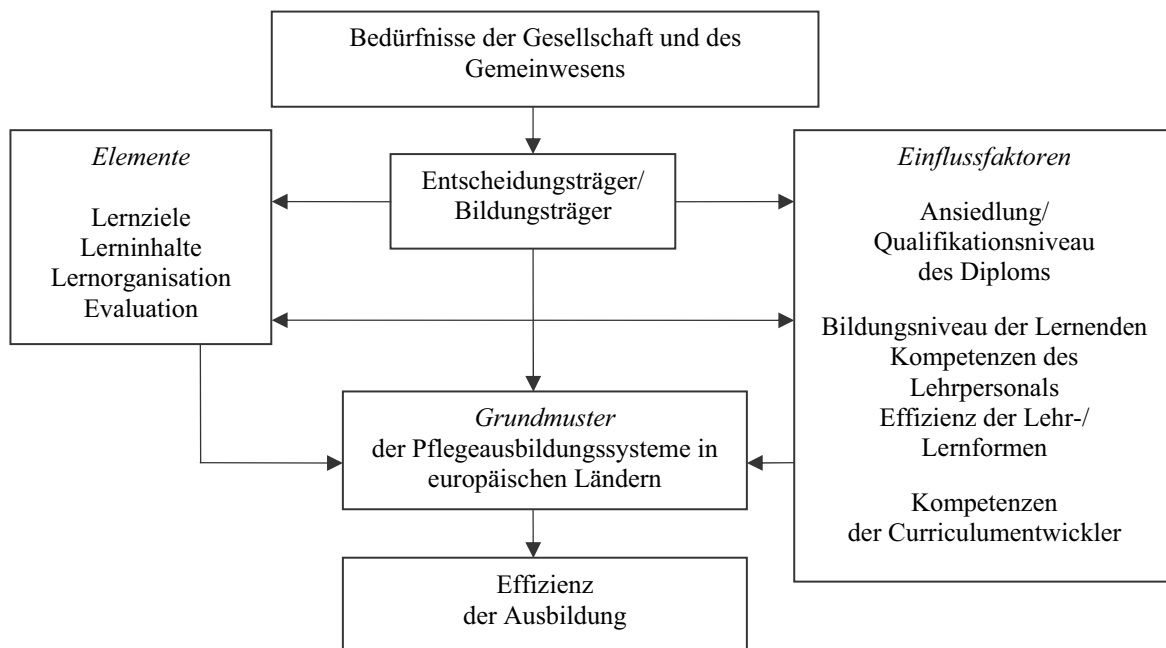 Bedürfnisse der Gesellschaft und des
Gemeinwesens
Elemente
Lernziele
Lerninhalte
Lernorganisation
Evaluation
Entscheidungsträger/
Bildungsträger
Einflussfaktoren
Ansiedlung/
Qualifikationsniveau
des Diploms
Bildungsniveau der Lernenden
Kompetenzen des
Lehrpersonals
Effizienz der Lehr-/
Lernformen
Kompetenzen
der Curriculumentwickler
Grundmuster
der Pflegeausbildungssysteme in
europäischen Ländern
Effizienz
der Ausbildung